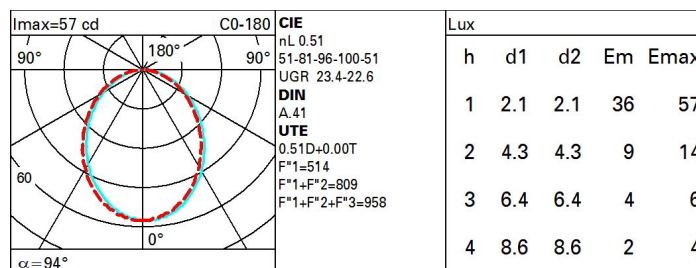 Imax=57 cd C0-180
90° 180° 90°
60
0°
α=94°
CIE
nL 0.51
51-81-96-100-51
UGR 23.4-22.6
DIN
A.41
UTE
0.51D+0.00T
F"1=514
F"1+F"2=809
F"1+F"2+F"3=958
Lux
h d1 d2 Em Emax
1 2.1 2.1 36 57
2 4.3 4.3 9 14
3 6.4 6.4 4 6
4 8.6 8.6 2 4